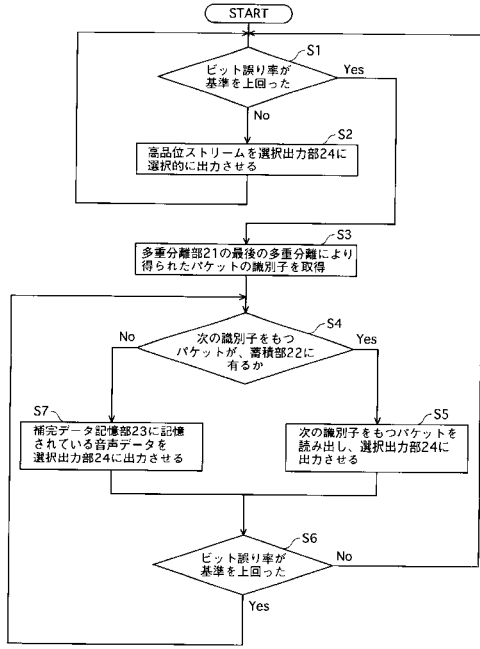 START
S1
ビット誤り率が
基準を上回った
Yes
No
S2
高品位ストリームを選択出力部24に
選択的に出力させる
S3
多重分離部21の最後の多重分離により
得られたパケットの識別子を取得
S4
No
次の識別子をもつ
パケットが、蓄積部22に
有るか
Yes
S7
補完データ記憶部23に記憶
されている音声データを
選択出力部24に出力させる
S5
次の識別子をもつパケットを
読み出し、選択出力部24に
出力させる
S6
ビット誤り率が
基準を上回った
No
Yes